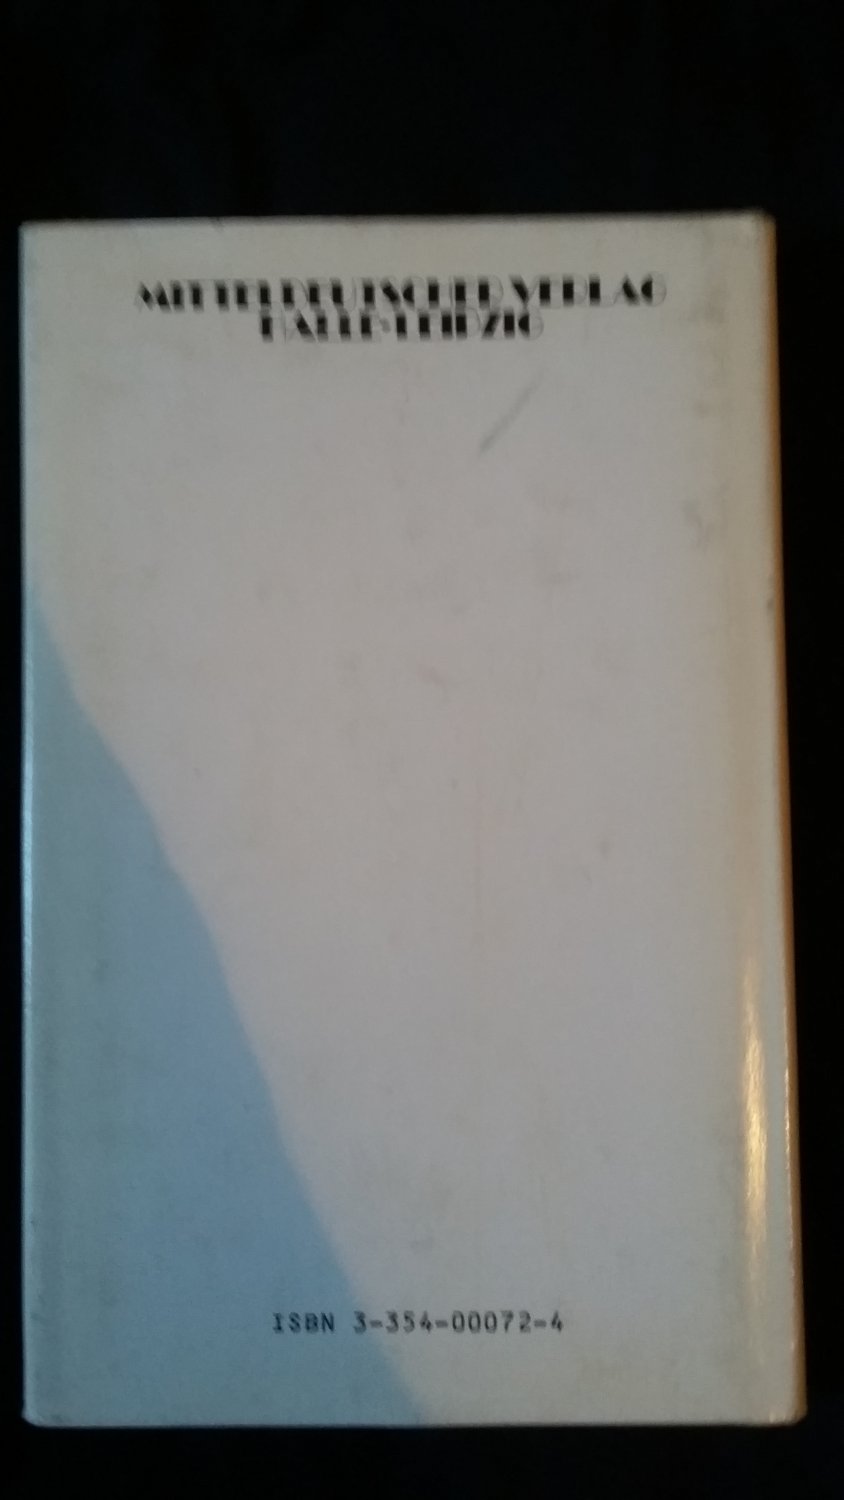 MITTELDEUTSCHER VERLAG
HALLE·LEIPZIG
ISBN 3-354-00072-4